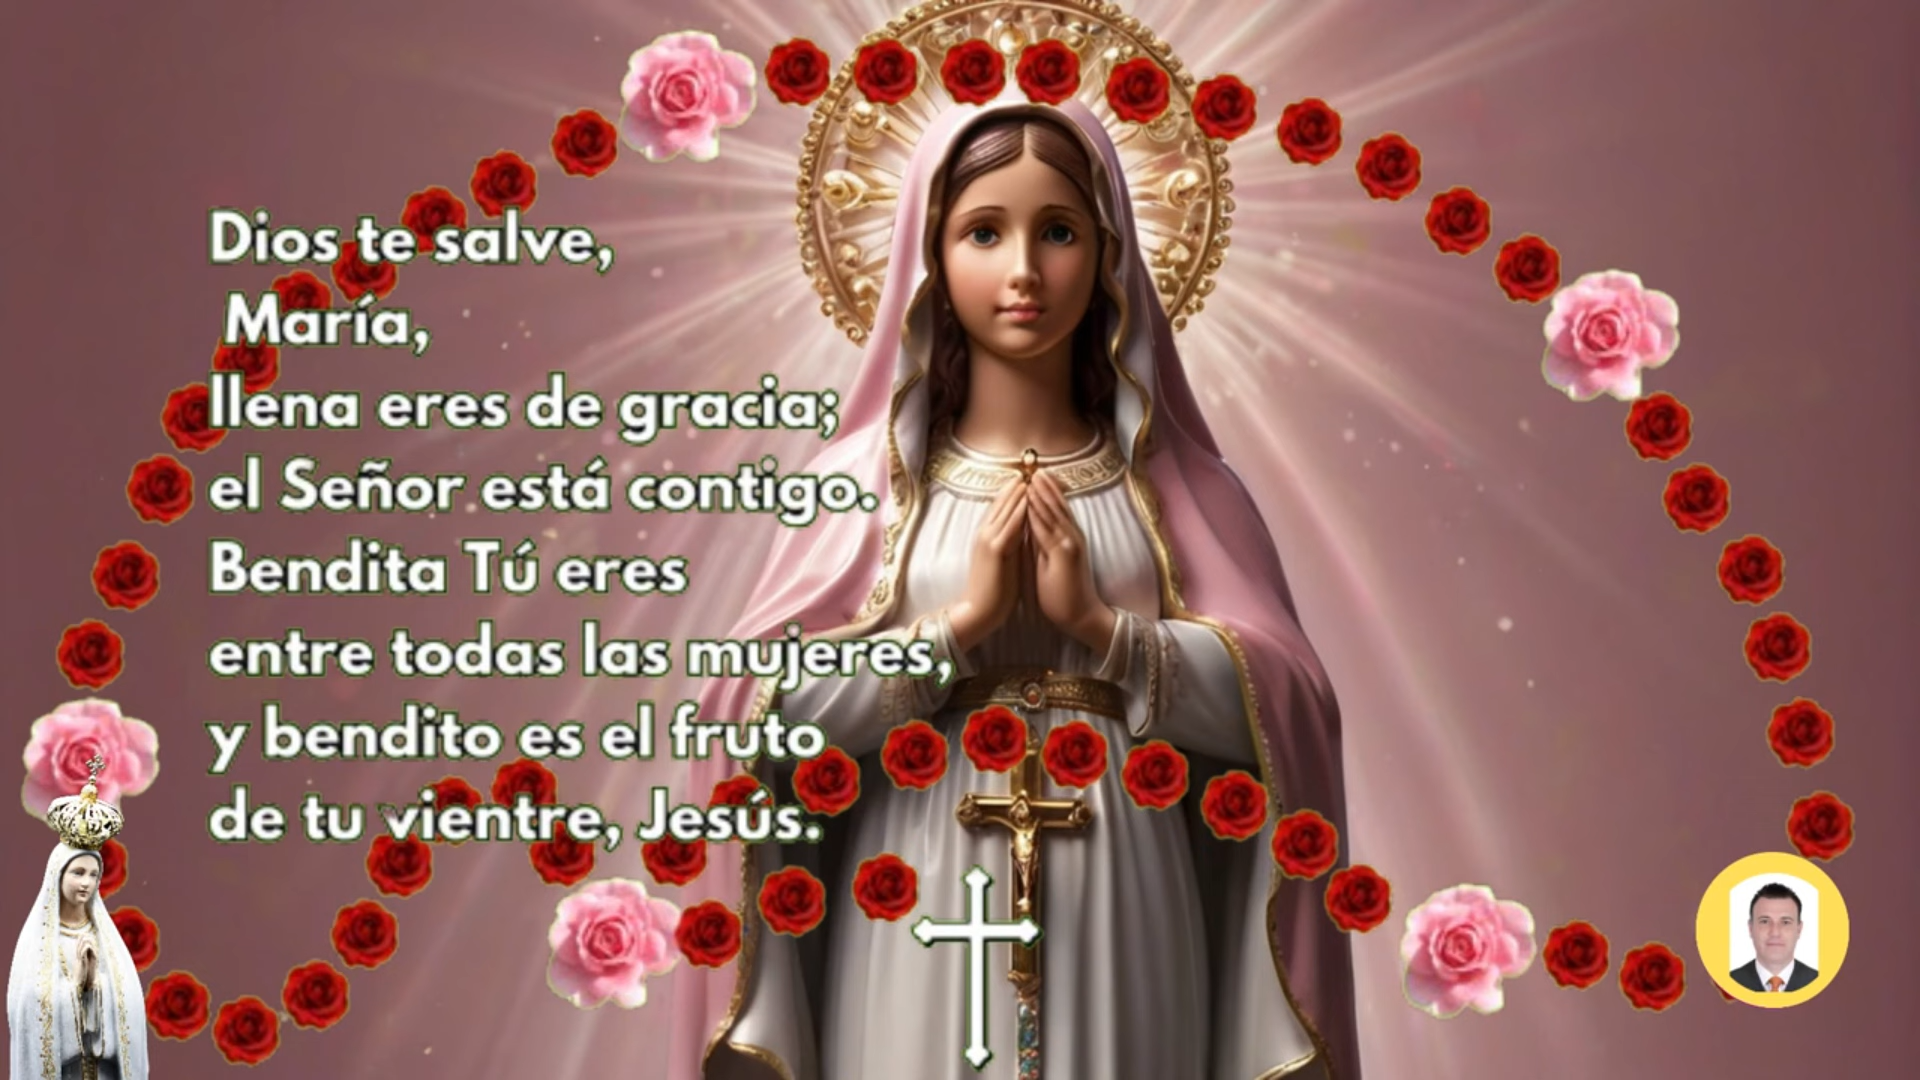 Dios te salve,
María,
llena eres de gracia;
el Señor está contigo.
Bendita Tú eres
entre todas las mujeres,
y bendito es el fruto
de tu vientre, Jesús.